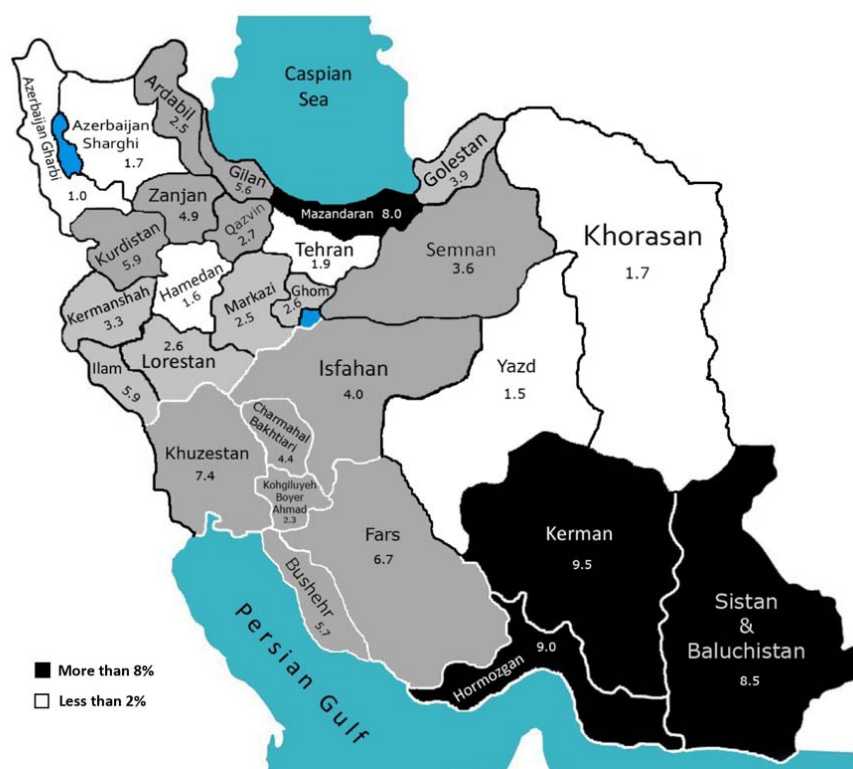 Caspian
Sea
Azerbaijan Gharbi
1.0
Azerbaijan
Sharghi
1.7
Ardabil
2.5
Gilan
5.6
Golestan
3.9
Zanjan
4.9
Qazvin
2.7
Mazandaran 8.0
Tehran
1.9
Semnan
3.6
Khorasan
1.7
Kurdistan
5.9
Hamedan
1.6
Markazi
2.5
Ghom
2.6
Kermanshah
3.3
2.6
Lorestan
Ilam
5.9
Isfahan
4.0
Yazd
1.5
Charmahal
Bakhtiari
4.4
Khuzestan
7.4
Kohgiluyeh
Boyer
Ahmad
2.3
Fars
6.7
Kerman
9.5
Bushehr
5.7
Sistan
&
Baluchistan
8.5
Hormozgan
9.0
Persian Gulf
More than 8%
Less than 2%